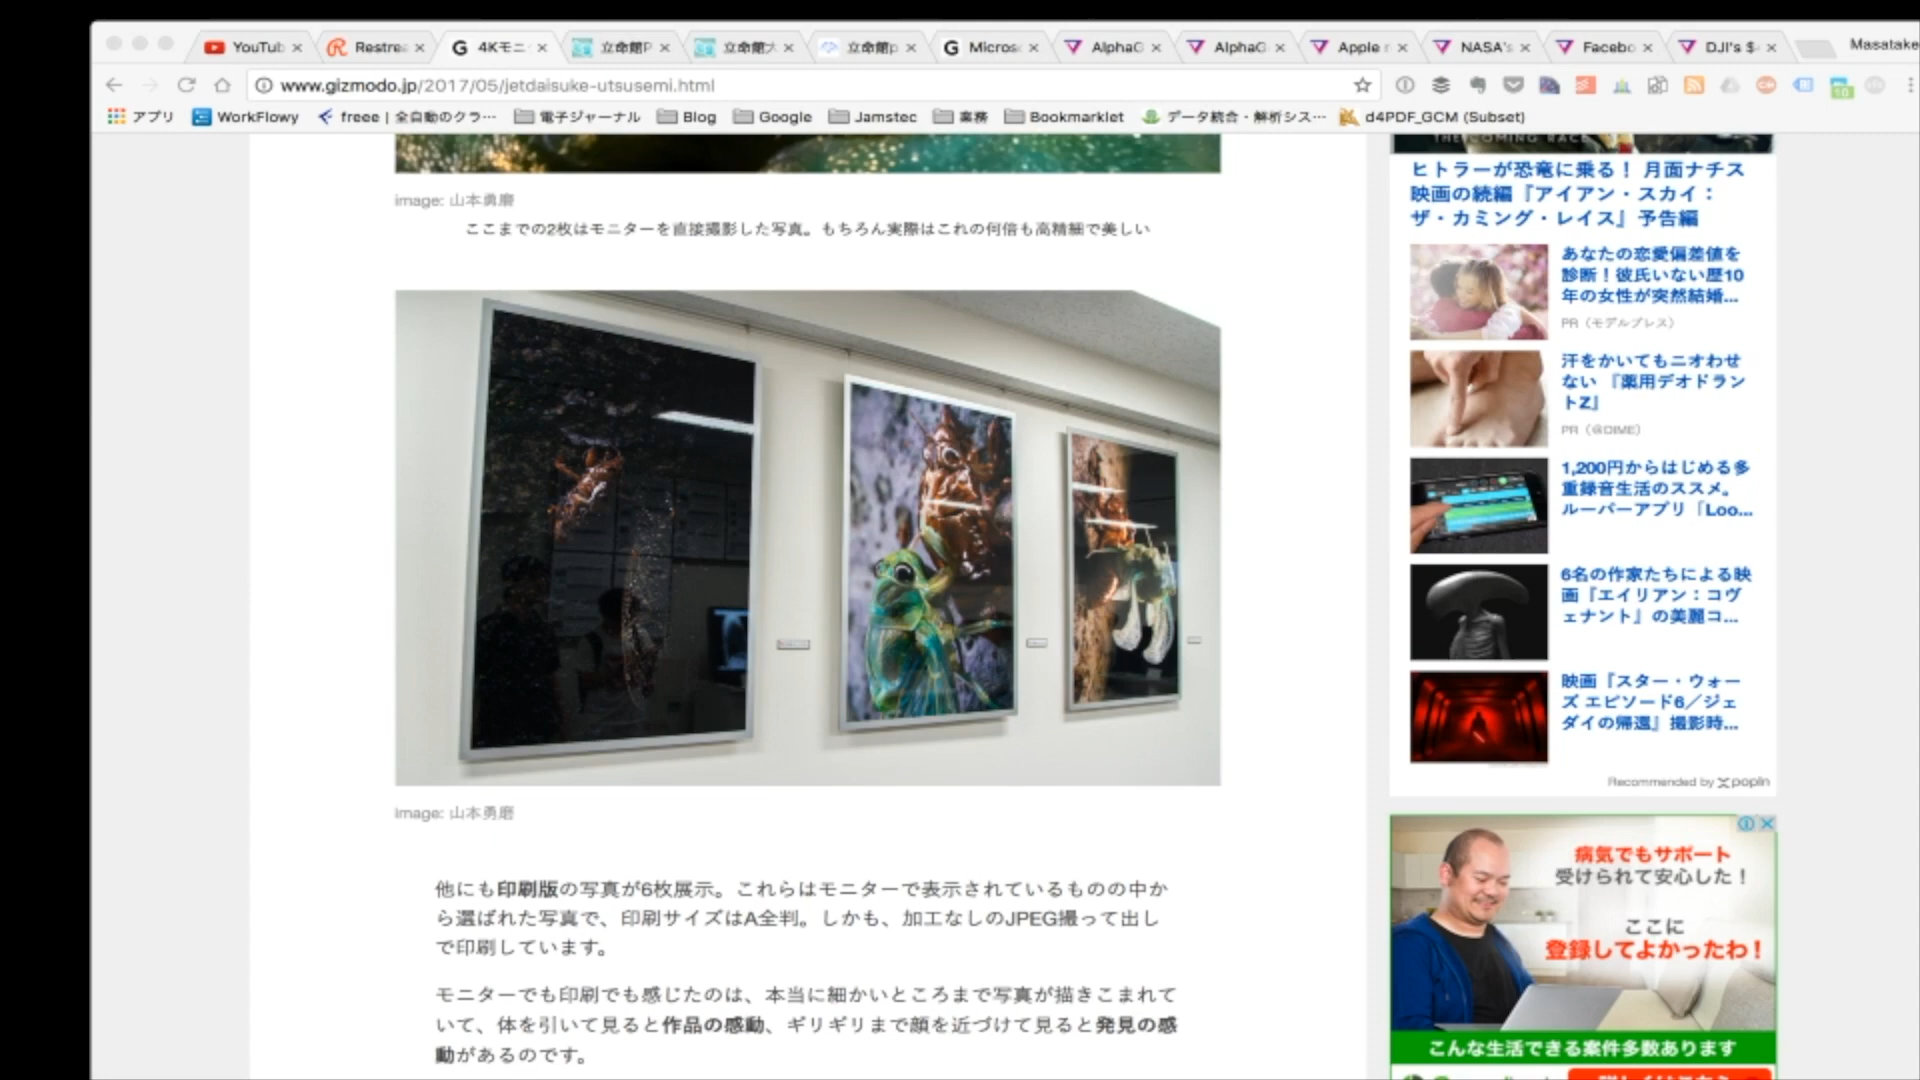 YouTub
Restre
4Kモニ
立命館P
立命館大
立命館p
Micros
AlphaG
AlphaG
Apple r
NASA's
Facebo
DJI's $
Masatake
www.gizmodo.jp/2017/05/jetdaisuke-utsusemi.html
アプリ
WorkFlowy
freee | 全自動のクラ…
電子ジャーナル
Blog
Google
Jamstec
業務
Bookmarklet
データ統合・解析シス…
d4PDF_GCM (Subset)
image: 山本勇磨
ここまでの2枚はモニターを直接撮影した写真。もちろん実際はこれの何倍も高精細で美しい
image: 山本勇磨
他にも印刷版の写真が6枚展示。これらはモニターで表示されているものの中か
ら選ばれた写真で、印刷サイズはA全判。しかも、加工なしのJPEG撮って出し
で印刷しています。
モニターでも印刷でも感じたのは、本当に細かいところまで写真が描きこまれて
いて、体を引いて見ると作品の感動、ギリギリまで顔を近づけて見ると発見の感
動があるのです。
THE COMING RACE
ヒトラーが恐竜に乗る！ 月面ナチス
映画の続編『アイアン・スカイ：
ザ・カミング・レイス』予告編
あなたの恋愛偏差値を
診断！彼氏いない歴10
年の女性が突然結婚...
PR（モデルプレス）
汗をかいてもニオわせ
ない 『薬用デオドラン
トZ』
PR（@DIME）
1,200円からはじめる多
重録音生活のススメ。
ルーパーアプリ「Loo...
6名の作家たちによる映
画『エイリアン：コヴ
ェナント』の美麗コ...
映画『スター・ウォー
ズ エピソード6／ジェ
ダイの帰還』撮影時...
Recommended by popIn
病気でもサポート
受けられて安心した！
ここに
登録してよかったわ！
こんな生活できる案件多数あります